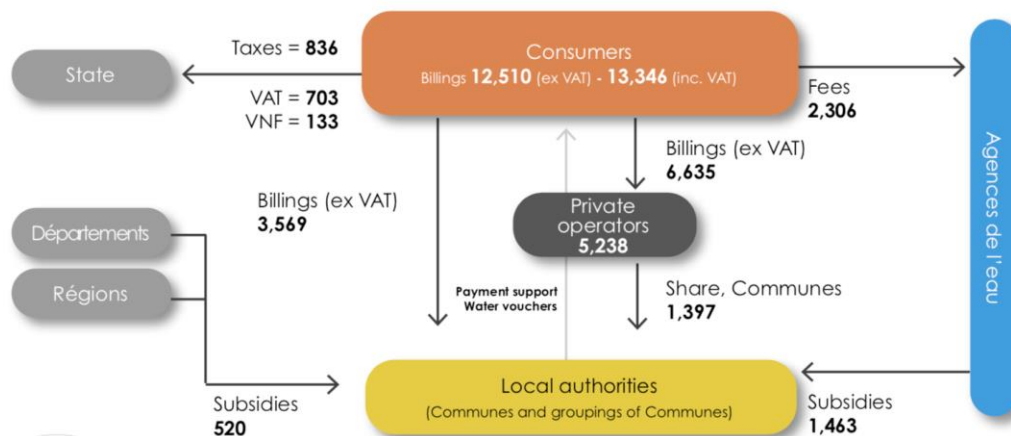 Taxes = 836
Consumers
Billings 12,510 (ex VAT) - 13,346 (inc. VAT)
State
VAT = 703
VNF = 133
Fees
2,306
Billings (ex VAT)
6,635
Billings (ex VAT)
3,569
Private
operators
5,238
Départements
Régions
Payment support
Water vouchers
Share, Communes
1,397
Agences de l'eau
Local authorities
(Communes and groupings of Communes)
Subsidies
520
Subsidies
1,463